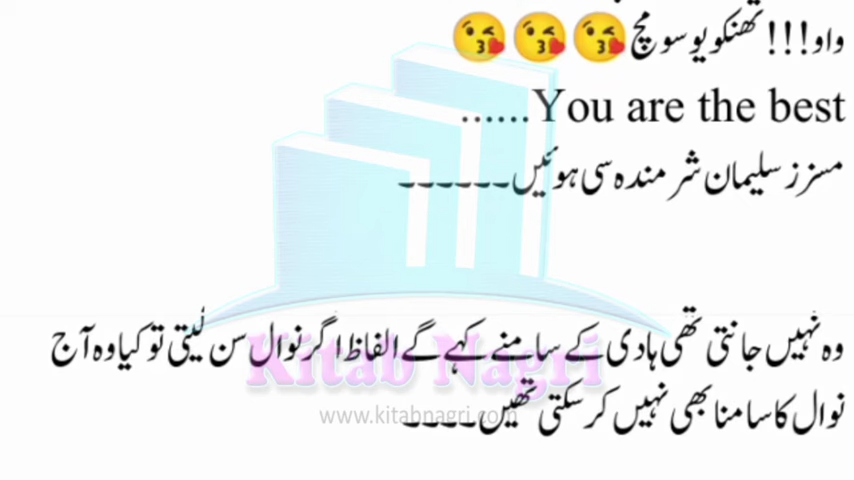 واو!!! تھنکو یو سو مچ 😘😘😘
You are the best......
مسز سلیمان شرمندہ سی ہوئیں۔۔۔۔۔۔
وہ نہیں جانتی تھی ہادی کے سامنے کہے گے الفاظ اگر نوال سن لیتی تو کیا وہ آج
نوال کا سامنا بھی نہیں کر سکتی تھیں۔۔۔۔
Kitab Nagri
www.kitabnagri.com